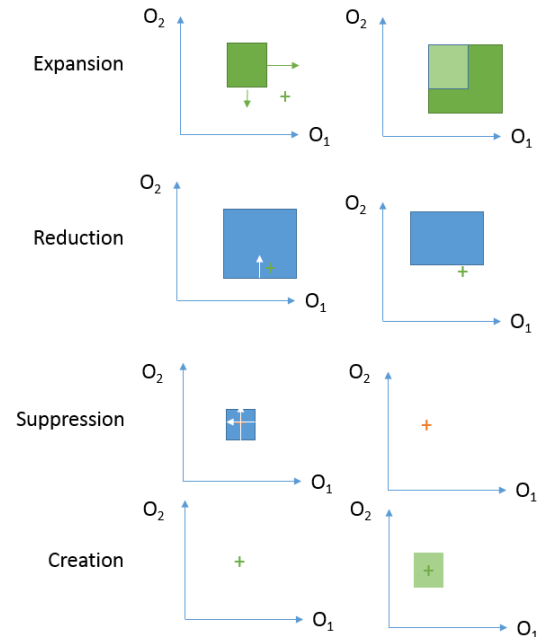 O2 O2
Expansion
O1 O1
O2 O2
Reduction
O1 O1
O2 O2
Suppression
O1 O1
O2 O2
Creation
O1 O1